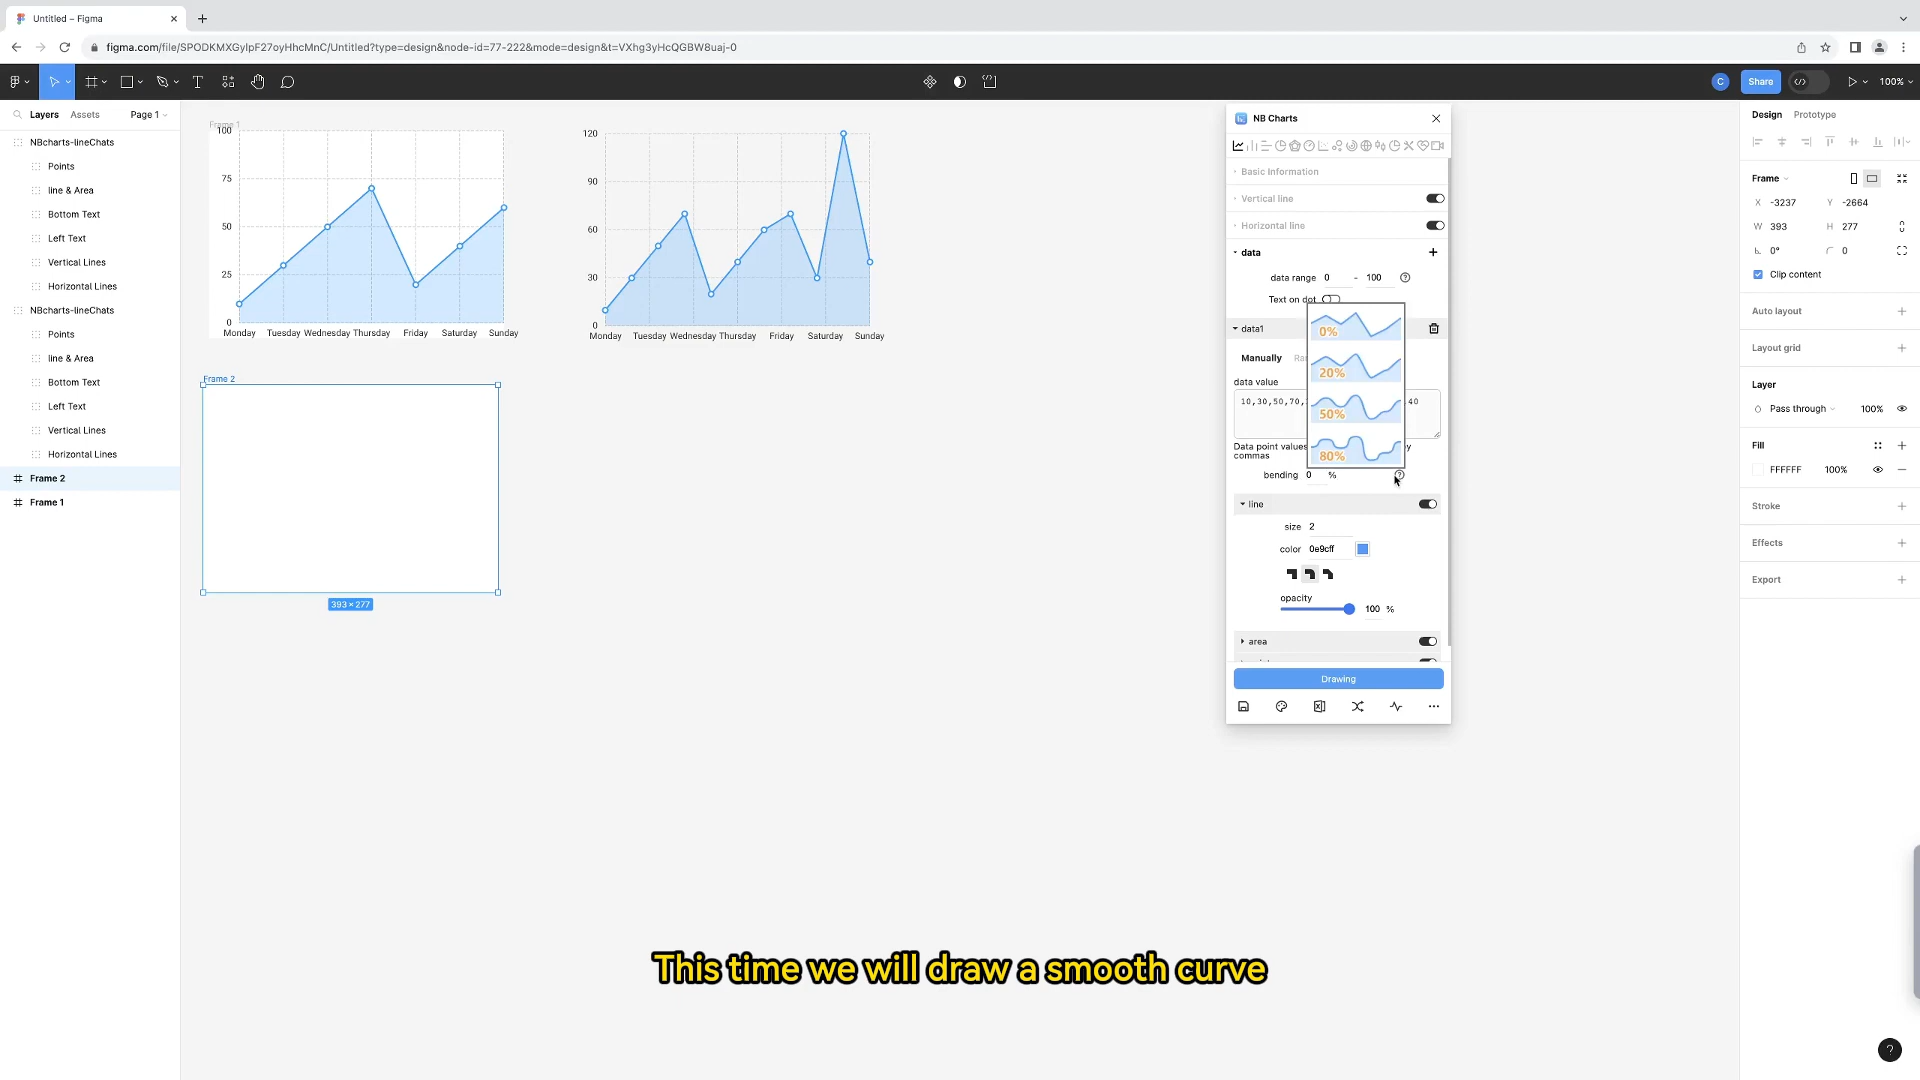 Untitled – Figma
figma.com/file/SPODKMXGylpF27oyHhcMnC/Untitled?type=design&node-id=77-222&mode=design&t=VXhg3yHcQGBW8uaj-0
C
Share
100%
Layers
Assets
Page 1
NBcharts-lineChats
Points
line & Area
Bottom Text
Left Text
Vertical Lines
Horizontal Lines
NBcharts-lineChats
Points
line & Area
Bottom Text
Left Text
Vertical Lines
Horizontal Lines
Frame 2
Frame 1
Frame 1
100
75
50
25
0
Monday Tuesday Wednesday Thursday Friday Saturday Sunday
120
90
60
30
0
Monday Tuesday Wednesday Thursday Friday Saturday Sunday
Frame 2
393 × 277
NB Charts
Basic Information
Vertical line
Horizontal line
data
data range 0 - 100
Text on dot
data1
Manually
data value
10,30,50,70,
40
Data point values
commas
0%
20%
50%
80%
bending 0 %
line
size 2
color 0e9cff
opacity
100 %
area
Drawing
Design
Prototype
Frame
X -3237
Y -2664
W 393
H 277
0°
0
Clip content
Auto layout
Layout grid
Layer
Pass through
100%
Fill
FFFFFF
100%
Stroke
Effects
Export
This time we will draw a smooth curve
?